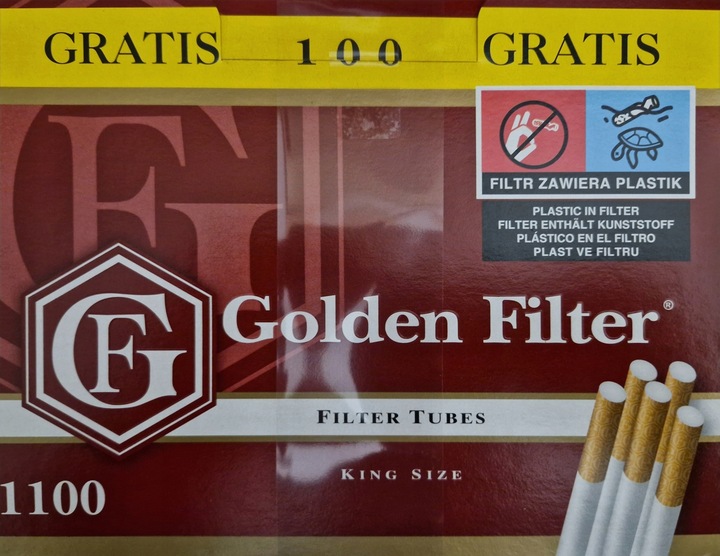 GRATIS 100 GRATIS
FILTR ZAWIERA PLASTIK
PLASTIC IN FILTER
FILTER ENTHÄLT KUNSTSTOFF
PLÁSTICO EN EL FILTRO
PLAST VE FILTRU
GF
GF
Golden Filter®
FILTER TUBES
KING SIZE
1100